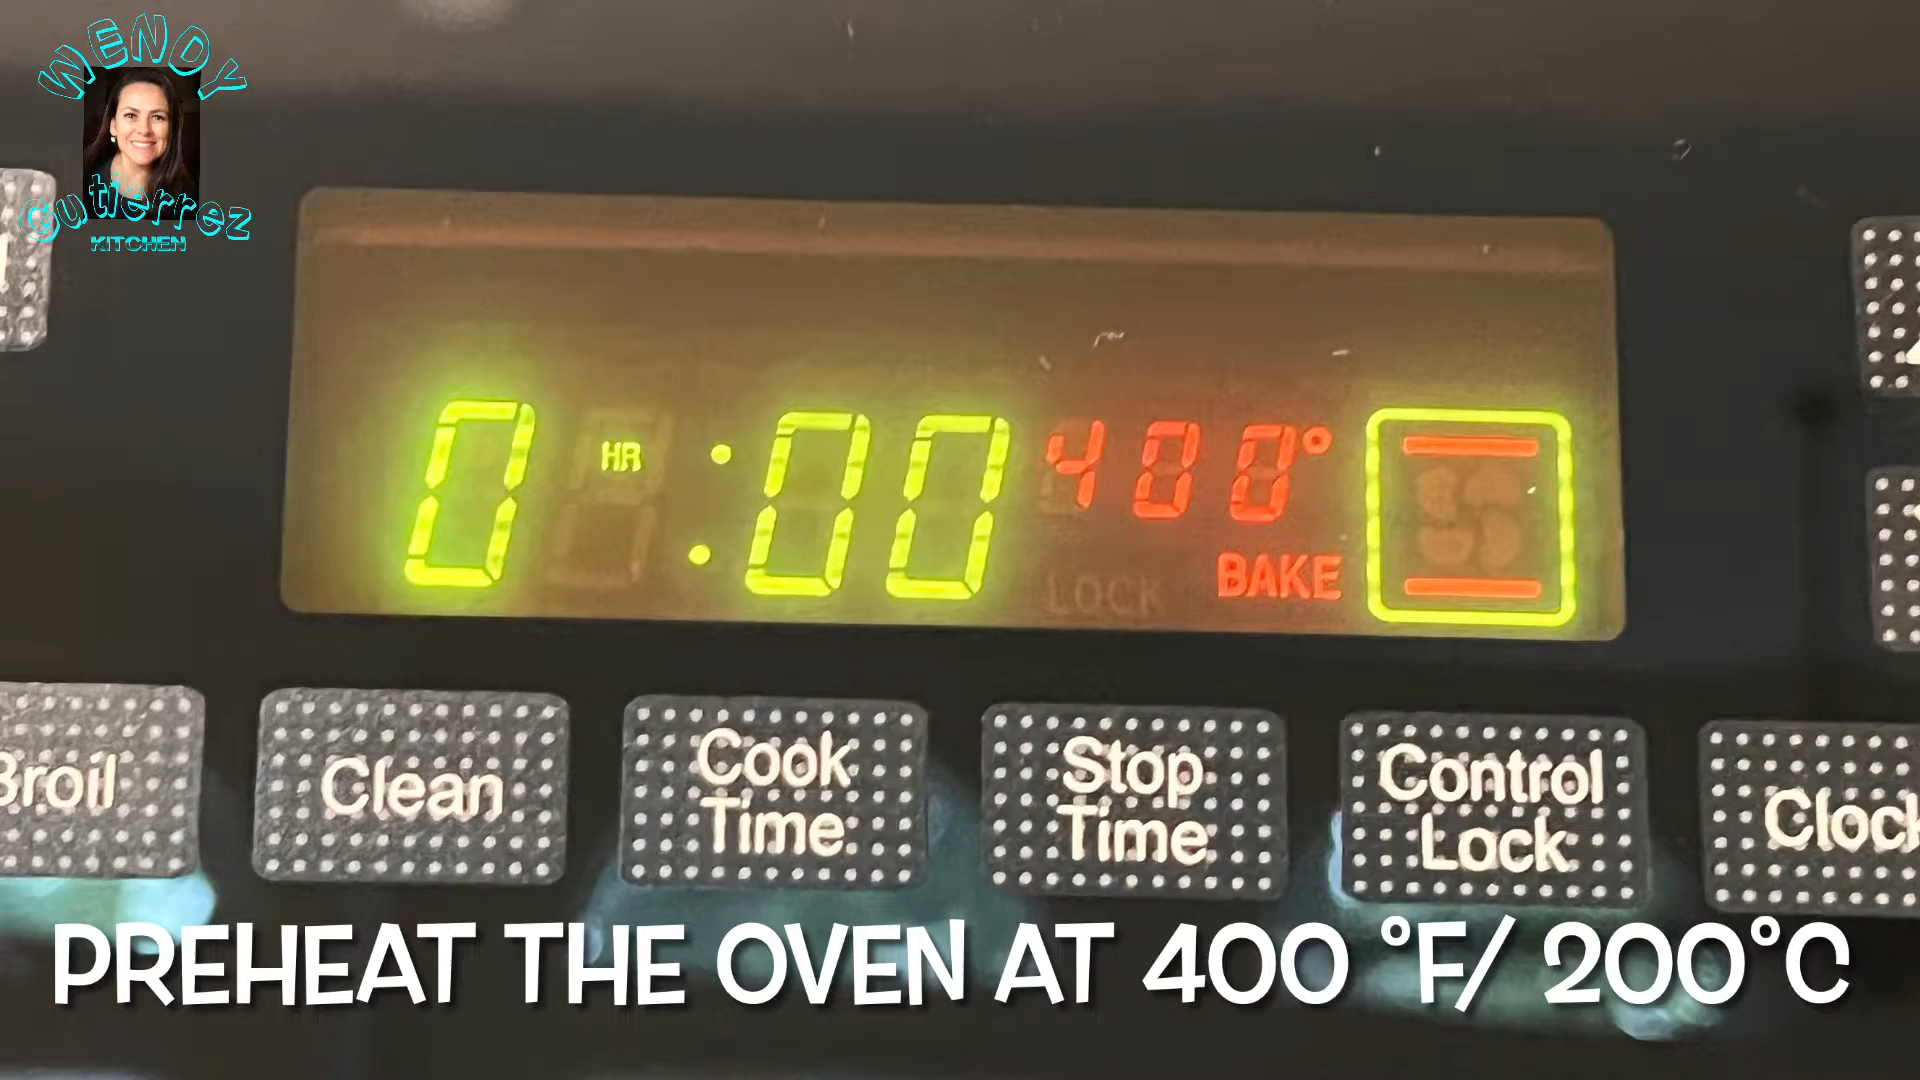 WENDY
Gutierrez
KITCHEN
0 HR :00 400°
BAKE
LOCK
Broil
Clean
Cook
Time
Stop
Time
Control
Lock
Clock
PREHEAT THE OVEN AT 400 °F/ 200°C